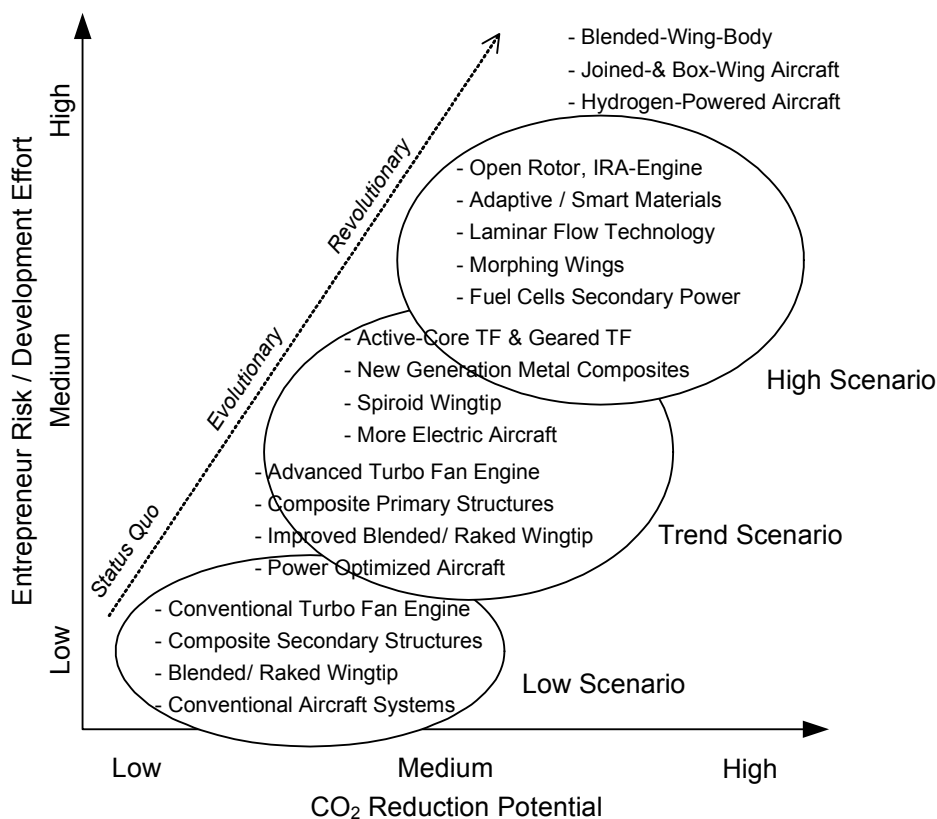 - Blended-Wing-Body
- Joined-& Box-Wing Aircraft
- Hydrogen-Powered Aircraft
- Open Rotor, IRA-Engine
- Adaptive / Smart Materials
- Laminar Flow Technology
- Morphing Wings
- Fuel Cells Secondary Power
High Scenario
- Active-Core TF & Geared TF
- New Generation Metal Composites
- Spiroid Wingtip
- More Electric Aircraft
- Advanced Turbo Fan Engine
- Composite Primary Structures
- Improved Blended/ Raked Wingtip
- Power Optimized Aircraft
Trend Scenario
- Conventional Turbo Fan Engine
- Composite Secondary Structures
- Blended/ Raked Wingtip
- Conventional Aircraft Systems
Low Scenario
Revolutionary
Evolutionary
Status Quo
High
Medium
Low
Entrepreneur Risk / Development Effort
Low
Medium
High
CO₂ Reduction Potential